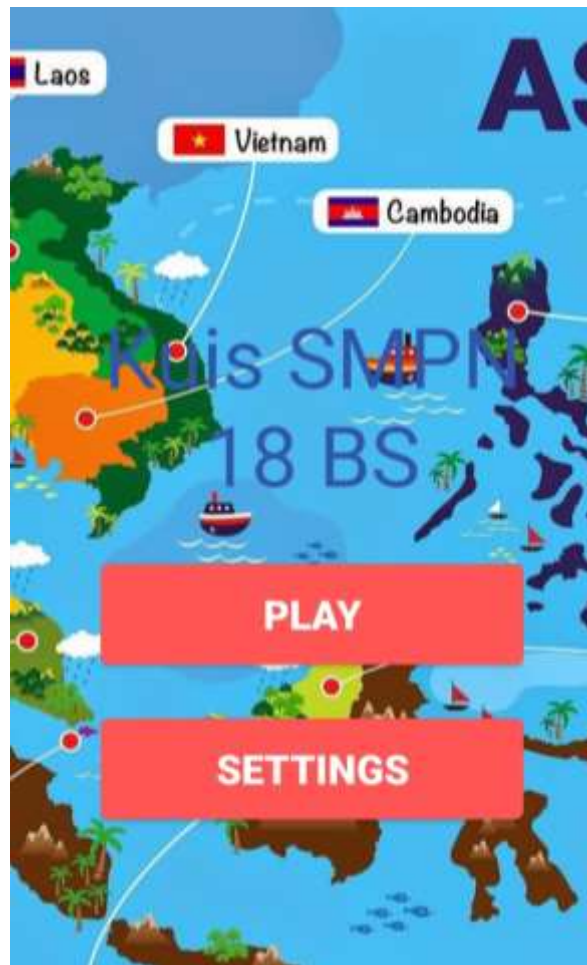 Laos
AS
Vietnam
Cambodia
Kuis SMPN
18 BS
PLAY
SETTINGS